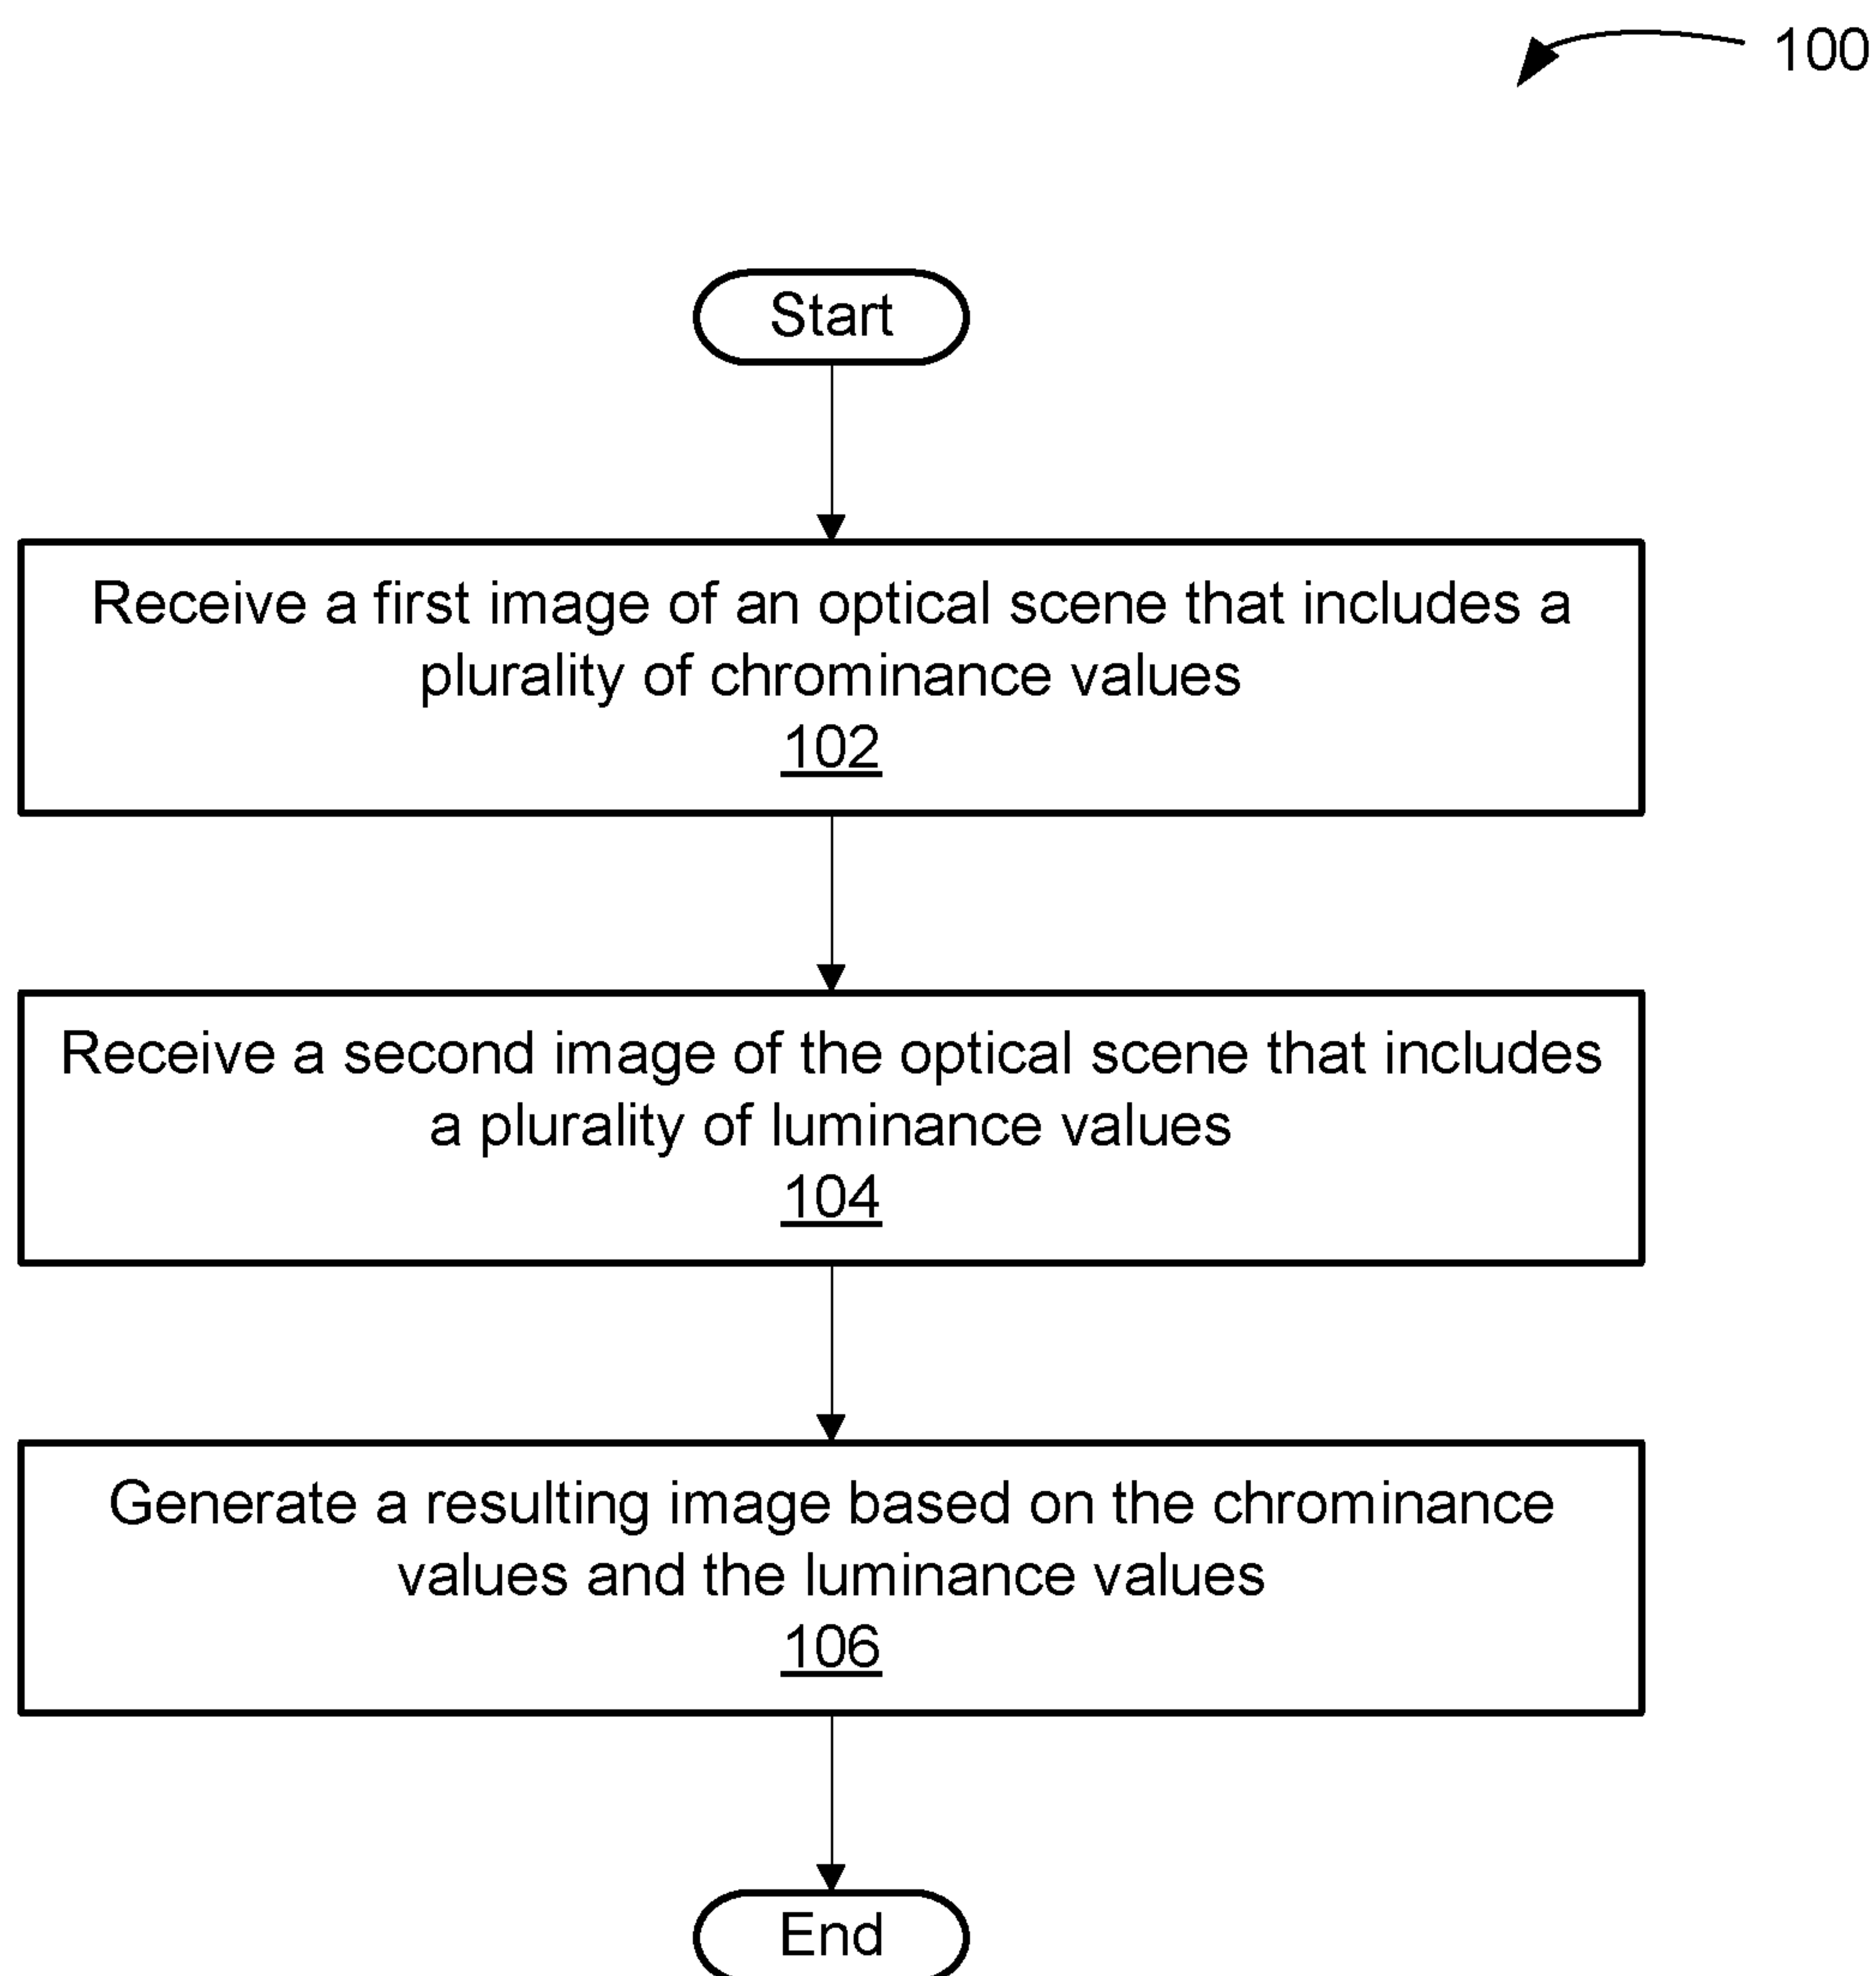 100
Start
Receive a first image of an optical scene that includes a
plurality of chrominance values
102
Receive a second image of the optical scene that includes
a plurality of luminance values
104
Generate a resulting image based on the chrominance
values and the luminance values
106
End